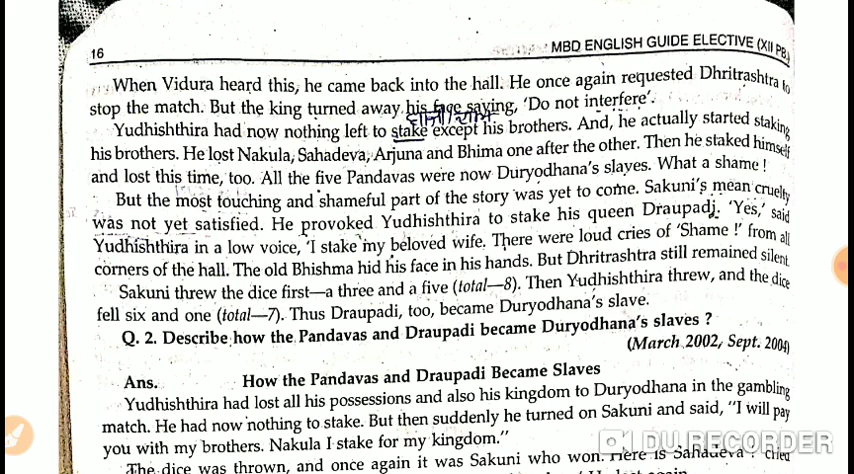 16
MBD ENGLISH GUIDE ELECTIVE (XII PB.)
When Vidura heard this, he came back into the hall. He once again requested Dhritrashtra to
stop the match. But the king turned away his face saying, 'Do not interfere'.
Yudhishthira had now nothing left to stake except his brothers. And, he actually started staking
his brothers. He lost Nakula, Sahadeva, Arjuna and Bhima one after the other. Then he staked himself
and lost this time, too. All the five Pandavas were now Duryodhana's slaves. What a shame !
But the most touching and shameful part of the story was yet to come. Sakuni's mean cruelty
was not yet satisfied. He provoked Yudhishthira to stake his queen Draupadi. 'Yes,' said
Yudhishthira in a low voice, 'I stake my beloved wife. There were loud cries of 'Shame !' from all
corners of the hall. The old Bhishma hid his face in his hands. But Dhritrashtra still remained silent.
Sakuni threw the dice first—a three and a five (total—8). Then Yudhishthira threw, and the dice
fell six and one (total—7). Thus Draupadi, too, became Duryodhana's slave.
Q. 2. Describe how the Pandavas and Draupadi became Duryodhana's slaves ?
(March 2002, Sept. 2004)
Ans. How the Pandavas and Draupadi Became Slaves
Yudhishthira had lost all his possessions and also his kingdom to Duryodhana in the gambling
match. He had now nothing to stake. But then suddenly he turned on Sakuni and said, "I will pay
you with my brothers. Nakula I stake for my kingdom."
DU RECORDER
The dice was thrown, and once again it was Sakuni who won. Here is Sahadeva